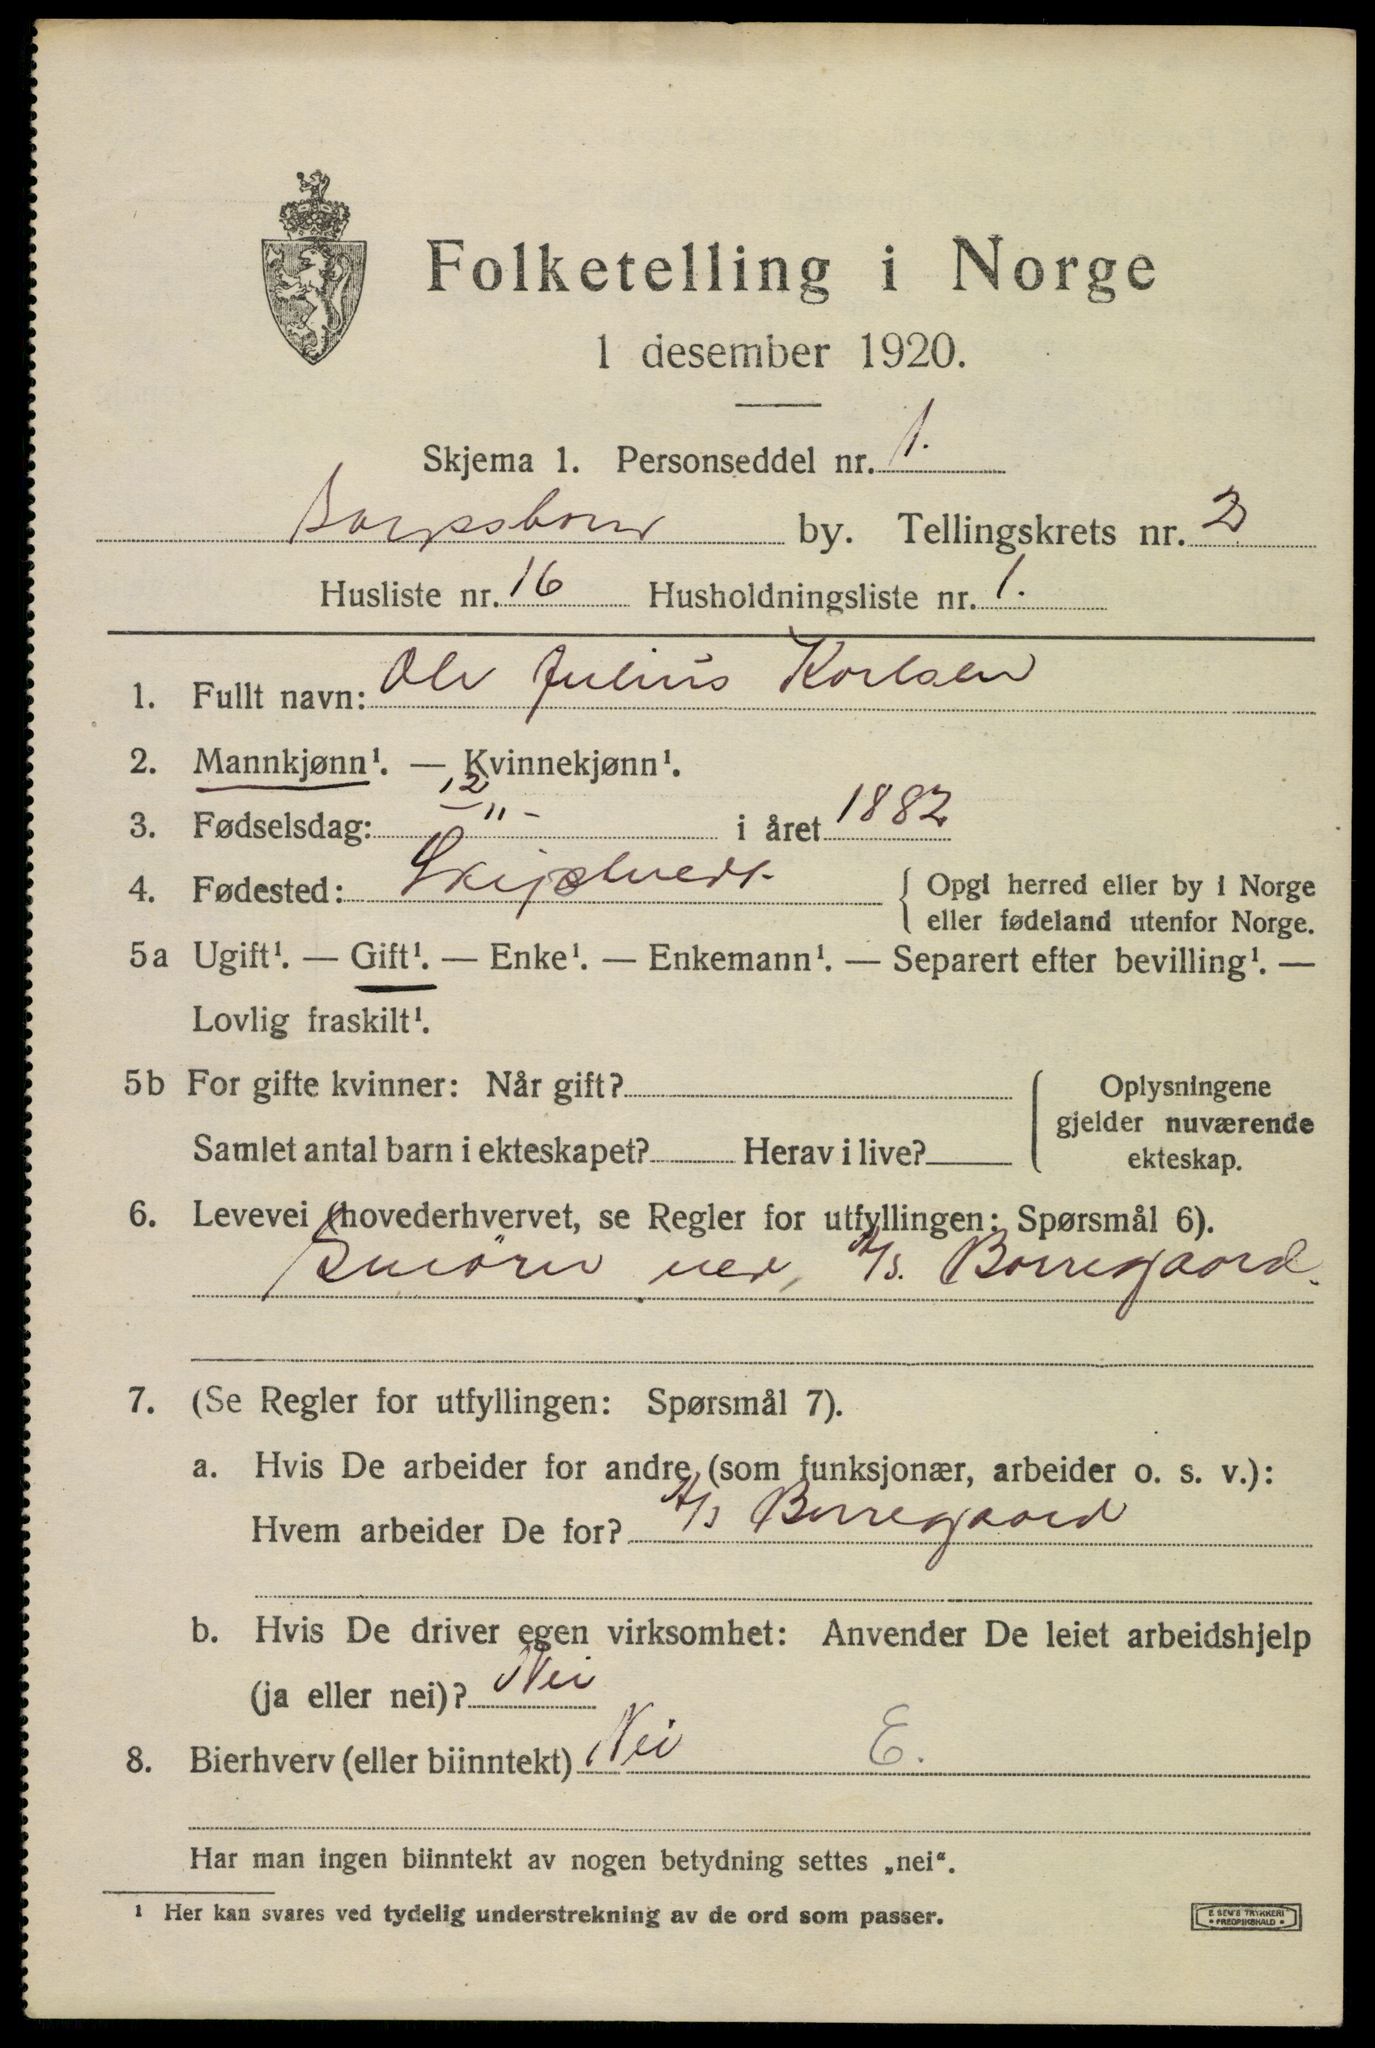 Folketelling i Norge
1 desember 1920.
Skjema 1. Personseddel nr. 1.
Sarpsborg by. Tellingskrets nr. 2
Husliste nr. 16 Husholdningsliste nr. 1.
1. Fullt navn: Ole Julius Karlsen
2. Mannkjønn¹. — Kvinnekjønn¹.
3. Fødselsdag: 12/11 - i året 1882
4. Fødested: Skiptvedt. { Opgi herred eller by i Norge
eller fødeland utenfor Norge.
5a Ugift¹. — Gift¹. — Enke¹. — Enkemann¹. — Separert efter bevilling¹. —
Lovlig fraskilt¹.
5b For gifte kvinner: Når gift? Oplysningene
gjelder nuværende
Samlet antal barn i ekteskapet? Herav i live? ekteskap.
6. Levevei (hovederhvervet, se Regler for utfyllingen: Spørsmål 6).
Smører ved A/S. Borregaard.
7. (Se Regler for utfyllingen: Spørsmål 7).
a. Hvis De arbeider for andre (som funksjonær, arbeider o. s. v.):
Hvem arbeider De for? A/S Borregaard
b. Hvis De driver egen virksomhet: Anvender De leiet arbeidshjelp
(ja eller nei)? Nei
8. Bierhverv (eller biinntekt) Nei E.
Har man ingen biinntekt av nogen betydning settes „nei“.
¹ Her kan svares ved tydelig understrekning av de ord som passer.
E SEM'S TRYKKERI
• FREDRIKSHALD •